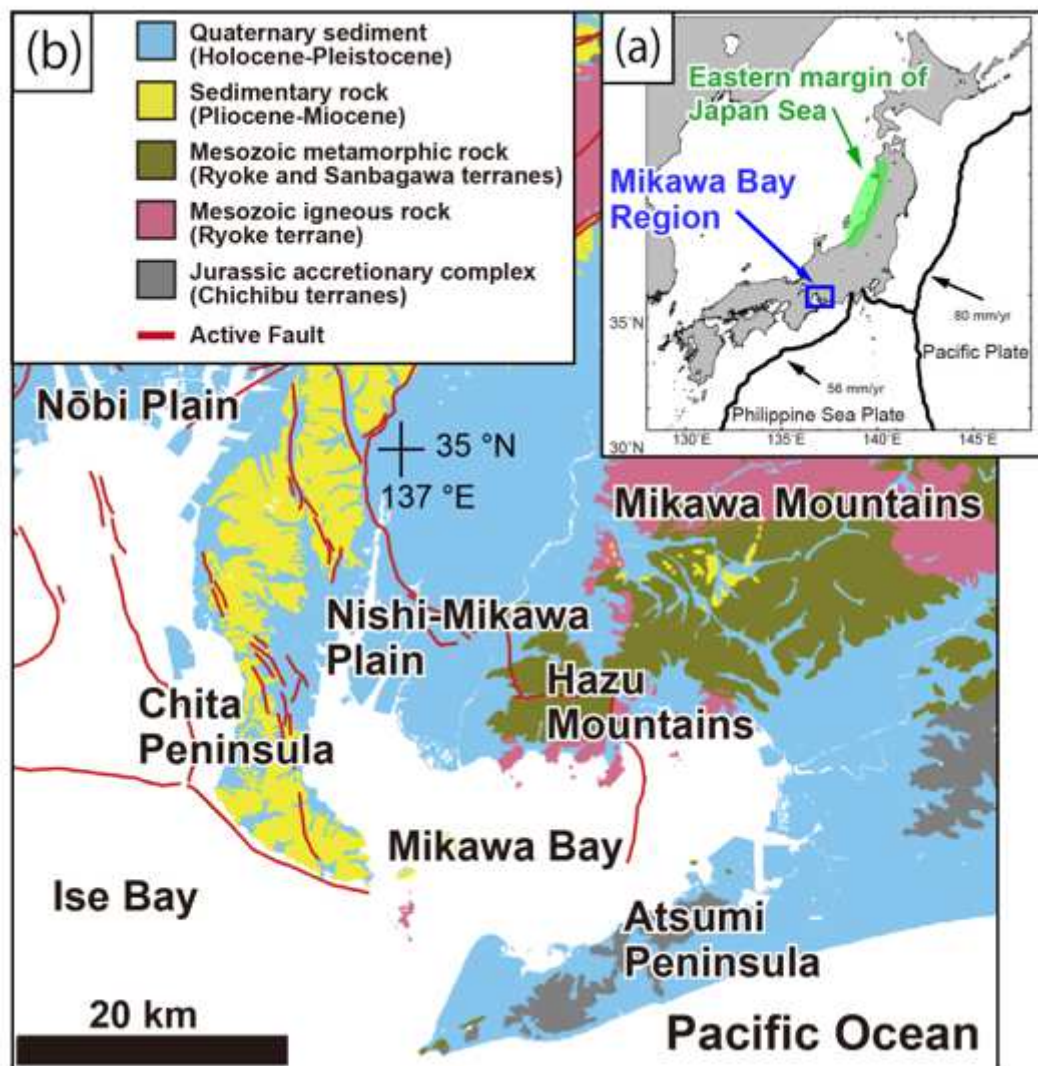 (b)
Quaternary sediment
(Holocene-Pleistocene)
Sedimentary rock
(Pliocene-Miocene)
Mesozoic metamorphic rock
(Ryoke and Sanbagawa terranes)
Mesozoic igneous rock
(Ryoke terrane)
Jurassic accretionary complex
(Chichibu terranes)
Active Fault
(a)
Eastern margin of
Japan Sea
Mikawa Bay
Region
80 mm/yr
Pacific Plate
56 mm/yr
Philippine Sea Plate
35°N
30°N
130°E
135°E
140°E
145°E
Nōbi Plain
35 °N
137 °E
Mikawa Mountains
Nishi-Mikawa
Plain
Hazu
Mountains
Chita
Peninsula
Mikawa Bay
Ise Bay
Atsumi
Peninsula
20 km
Pacific Ocean